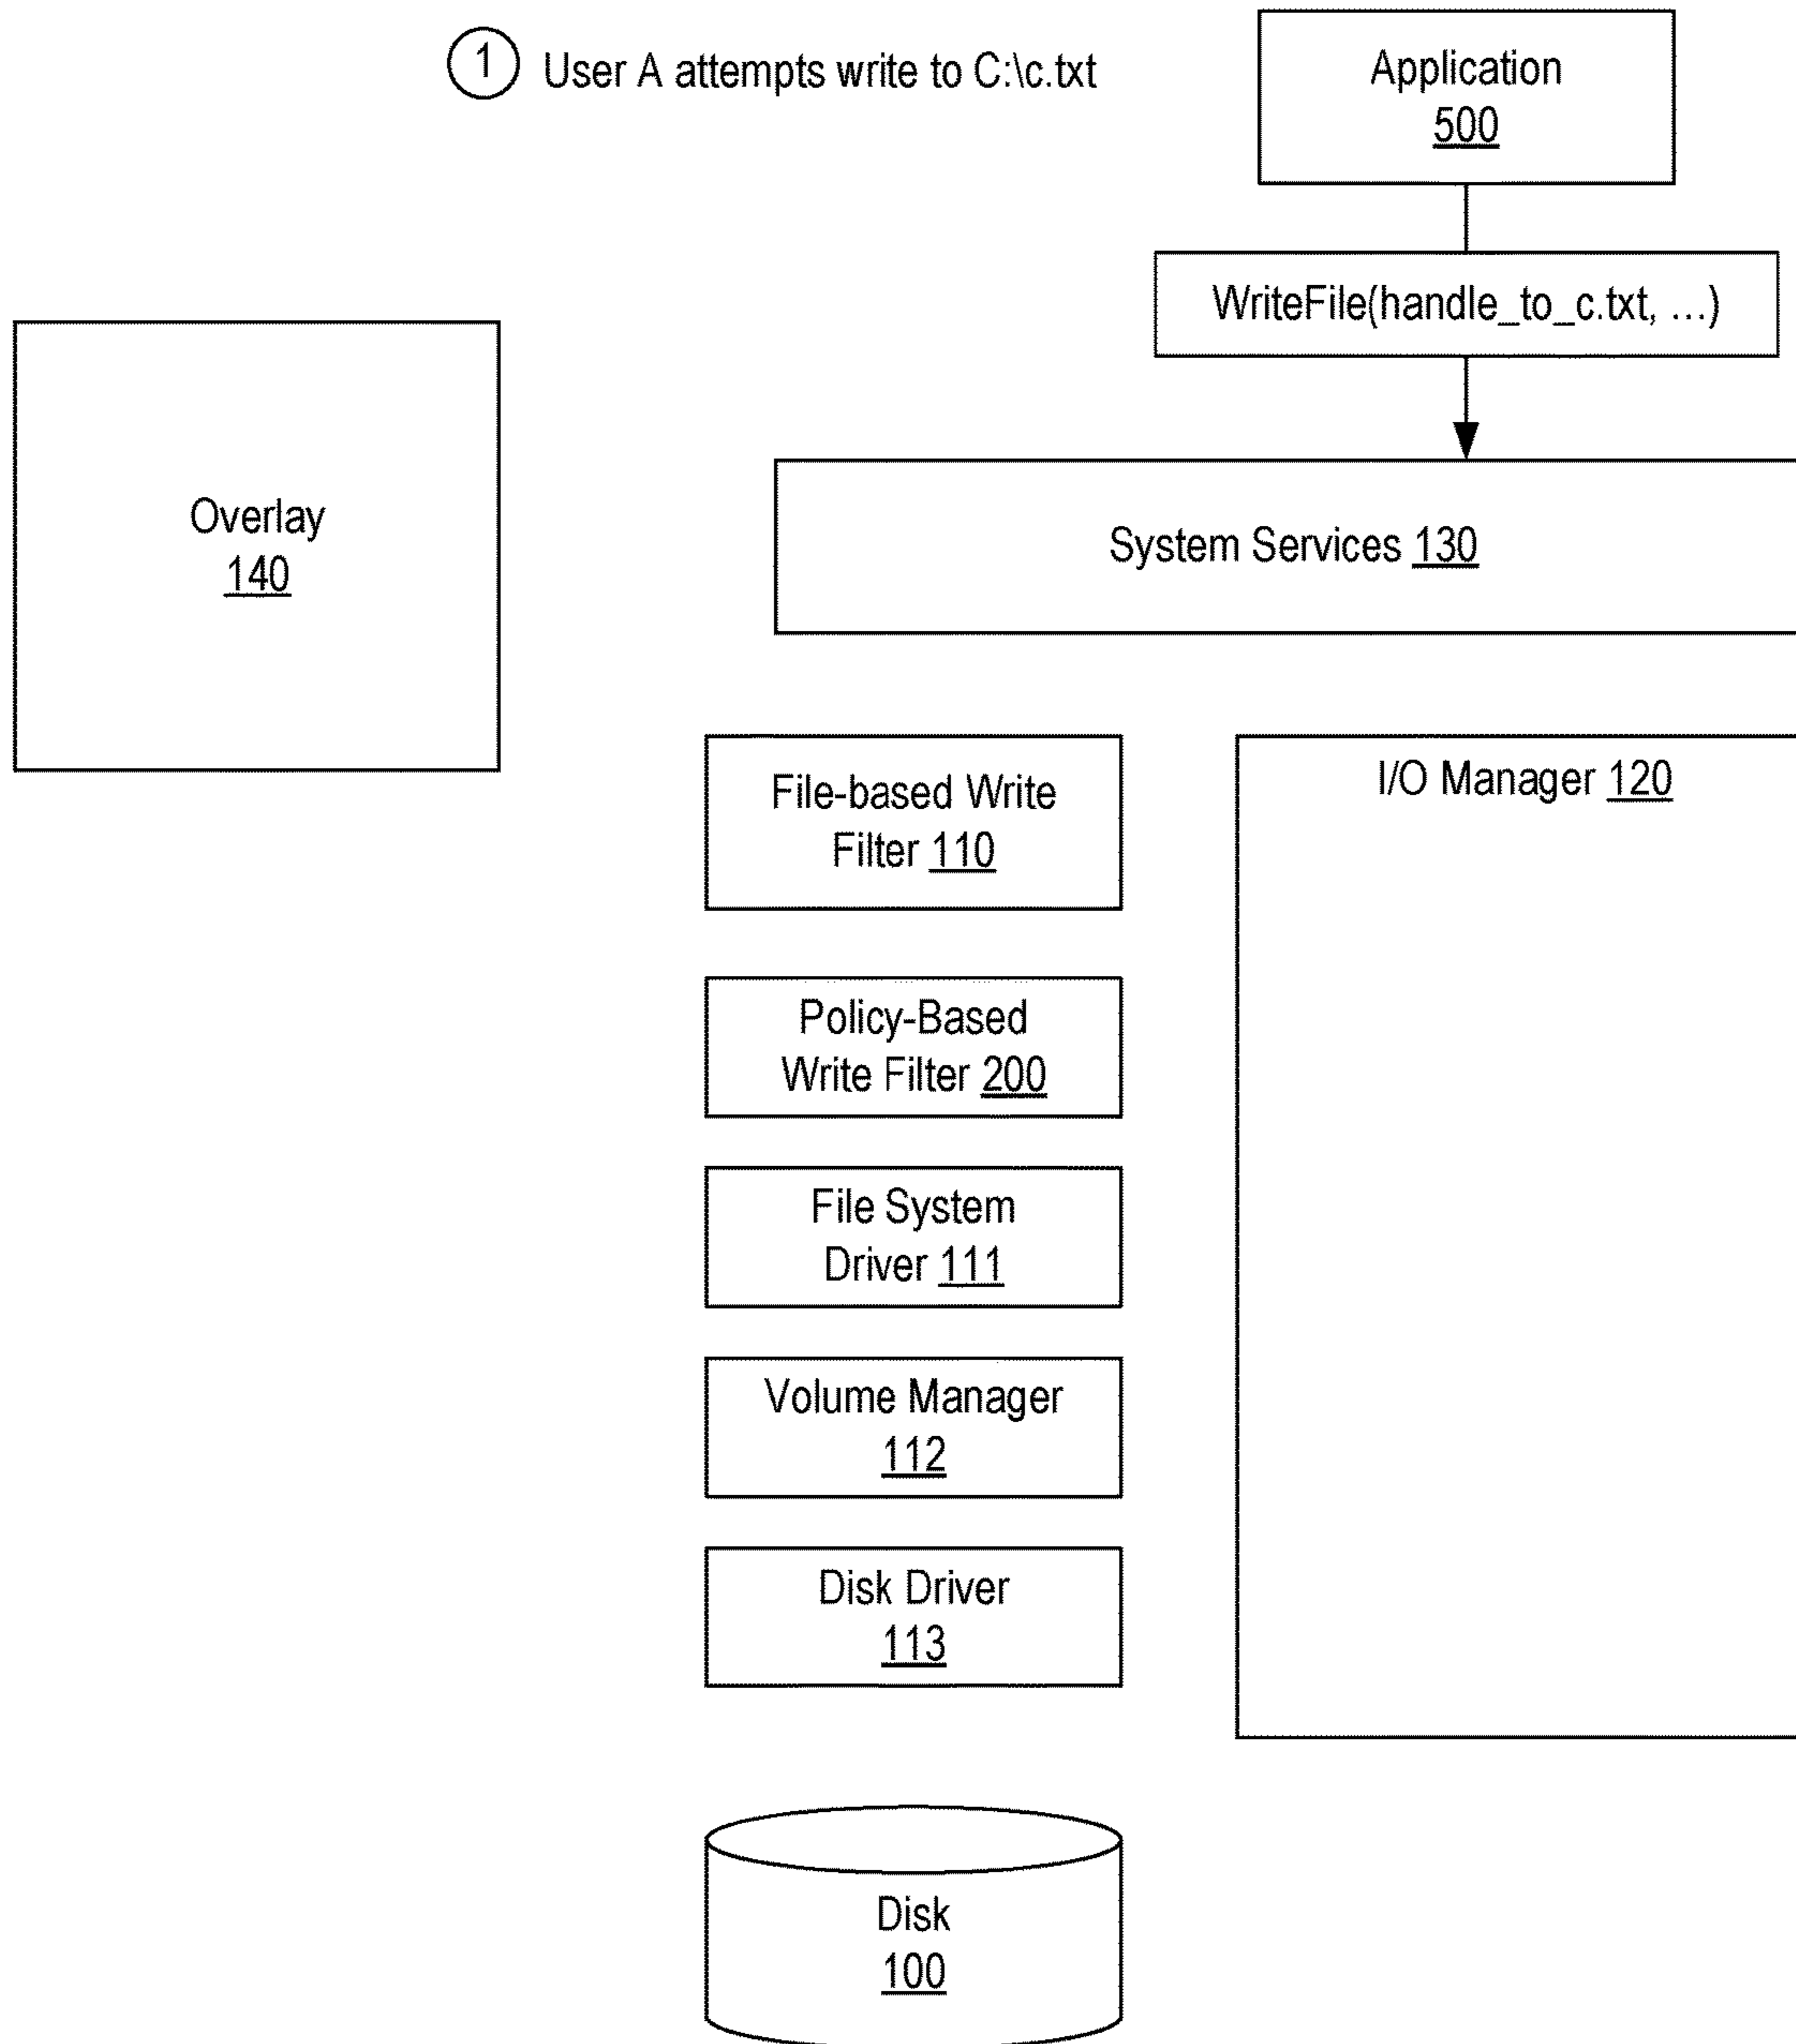 1
User A attempts write to C:\c.txt
Application
500
WriteFile(handle_to_c.txt, …)
Overlay
140
System Services 130
File-based Write
Filter 110
I/O Manager 120
Policy-Based
Write Filter 200
File System
Driver 111
Volume Manager
112
Disk Driver
113
Disk
100